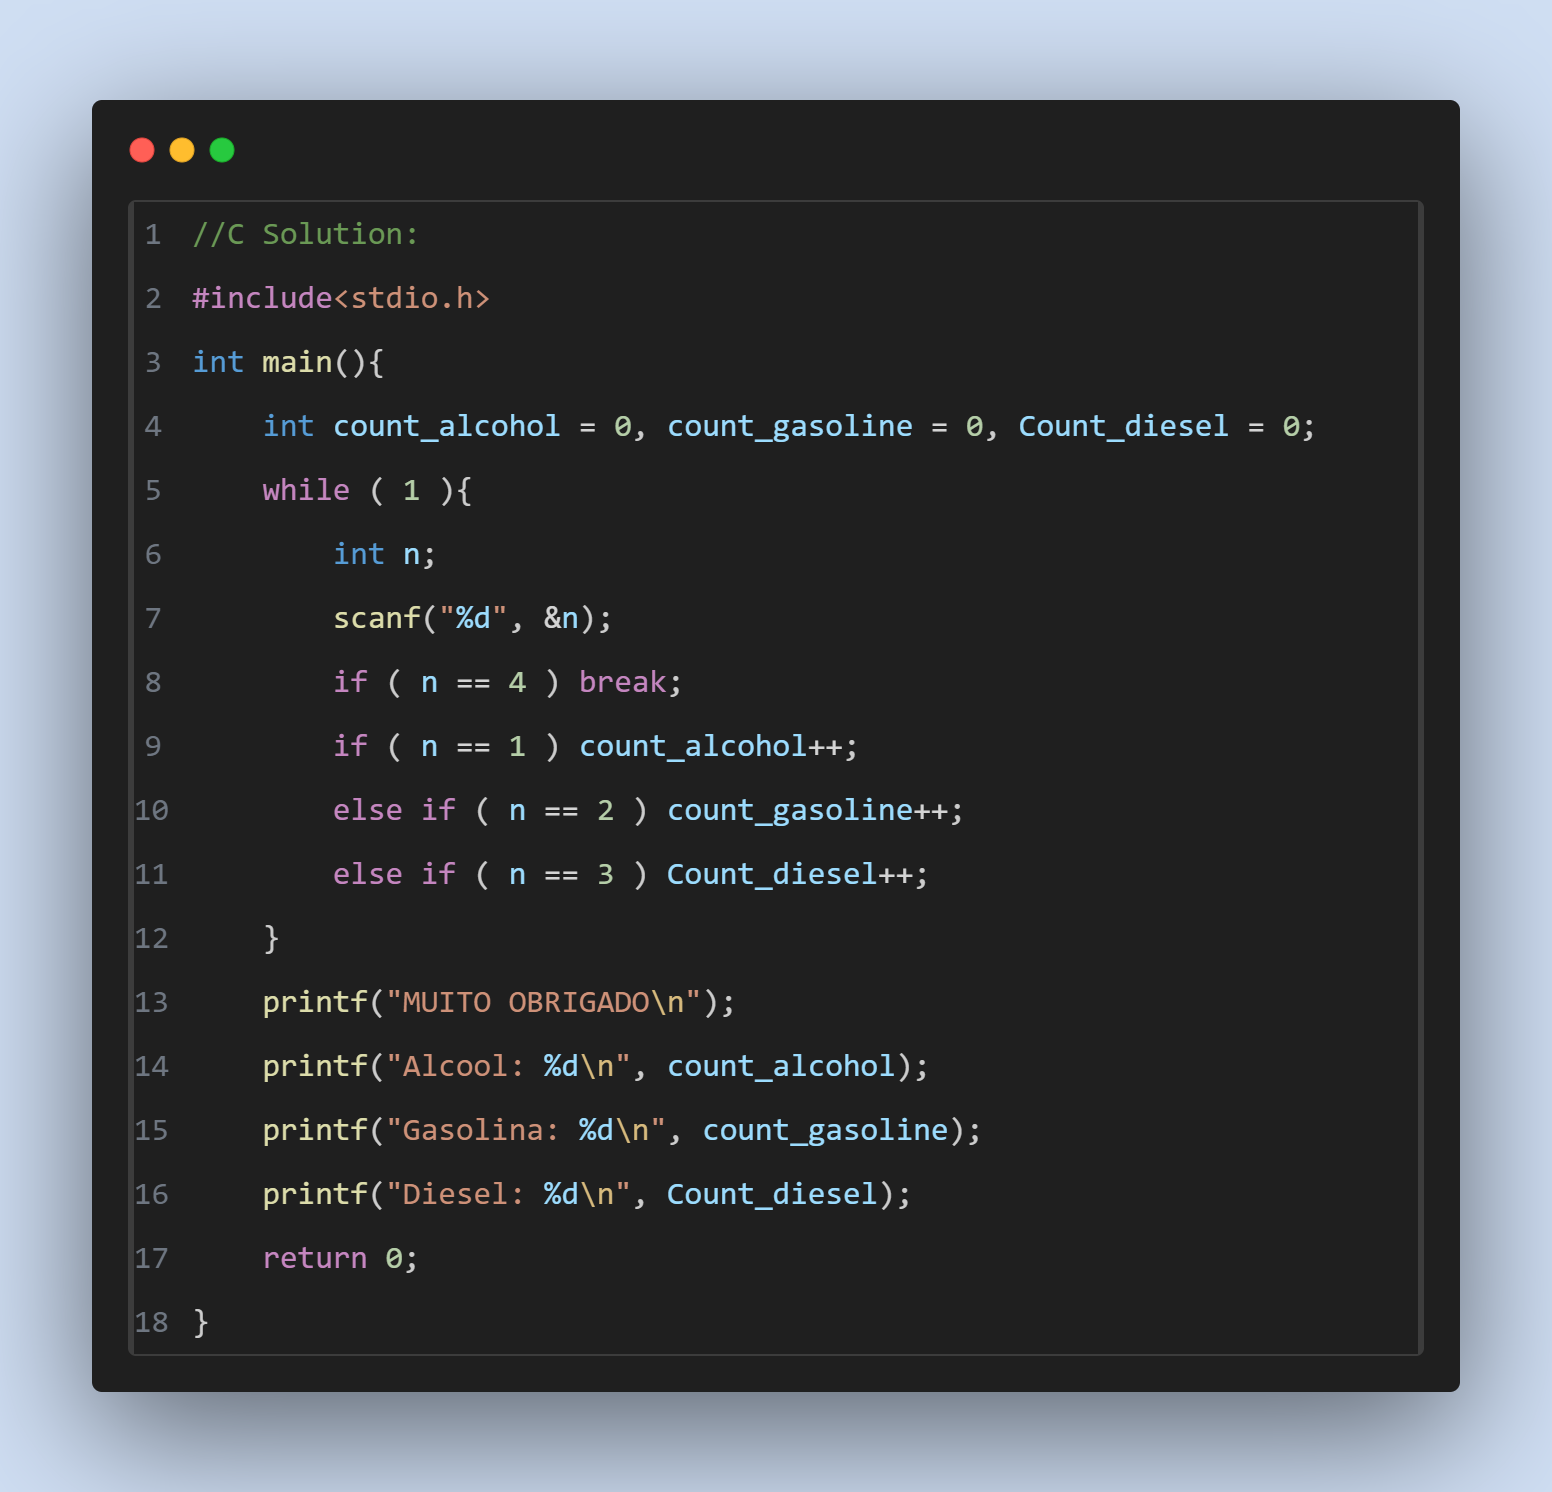 1 //C Solution:
2 #include<stdio.h>
3 int main(){
4     int count_alcohol = 0, count_gasoline = 0, Count_diesel = 0;
5     while ( 1 ){
6         int n;
7         scanf("%d", &n);
8         if ( n == 4 ) break;
9         if ( n == 1 ) count_alcohol++;
10         else if ( n == 2 ) count_gasoline++;
11         else if ( n == 3 ) Count_diesel++;
12     }
13     printf("MUITO OBRIGADO\n");
14     printf("Alcool: %d\n", count_alcohol);
15     printf("Gasolina: %d\n", count_gasoline);
16     printf("Diesel: %d\n", Count_diesel);
17     return 0;
18 }